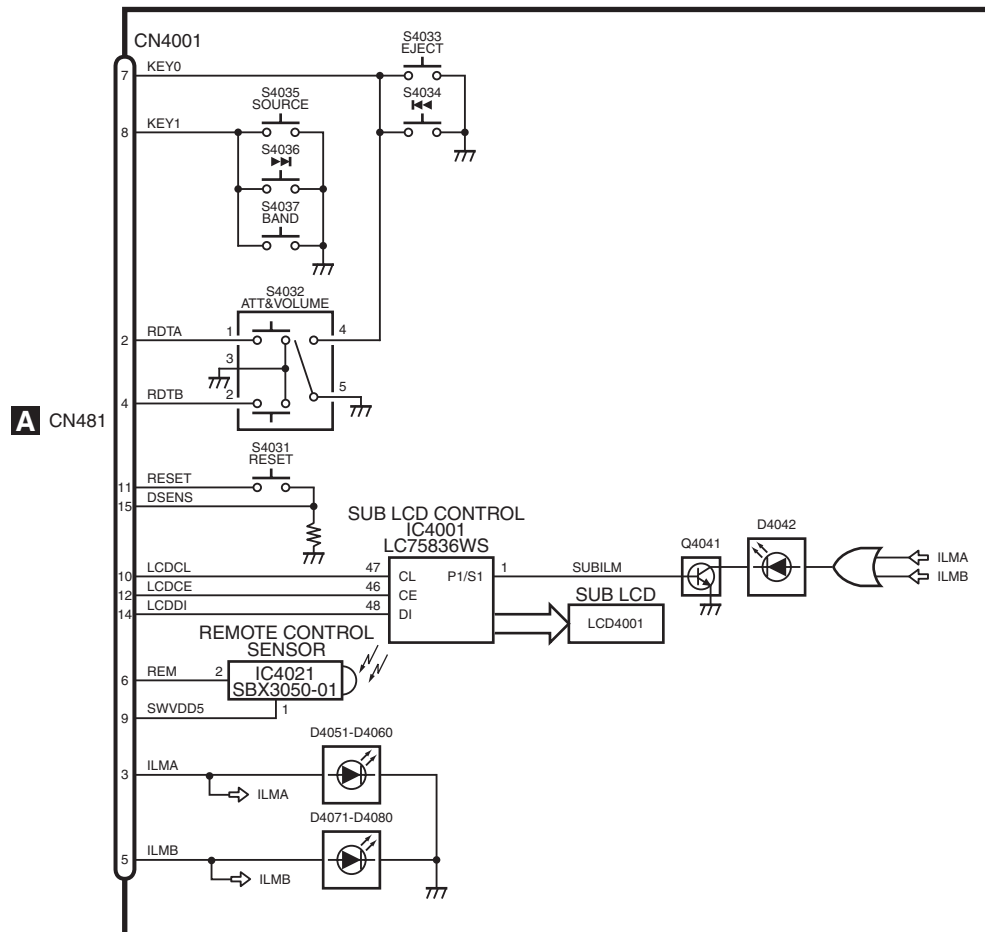 CN4001
S4033
EJECT
7 KEY0
S4035
SOURCE
S4034
8 KEY1
S4036
S4037
BAND
S4032
ATT&VOLUME
2 RDTA 1 4
3
5
4 RDTB 2
A CN481
S4031
RESET
11 RESET
15 DSENS
SUB LCD CONTROL
IC4001
LC75836WS
D4042
Q4041
10 LCDCL 47 CL P1/S1 1 SUBILM ILMA
12 LCDCE 46 CE ILMB
14 LCDDI 48 DI
SUB LCD
LCD4001
REMOTE CONTROL
SENSOR
6 REM 2 IC4021
SBX3050-01
9 SWVDD5 1
D4051-D4060
3 ILMA
ILMA
D4071-D4080
5 ILMB
ILMB